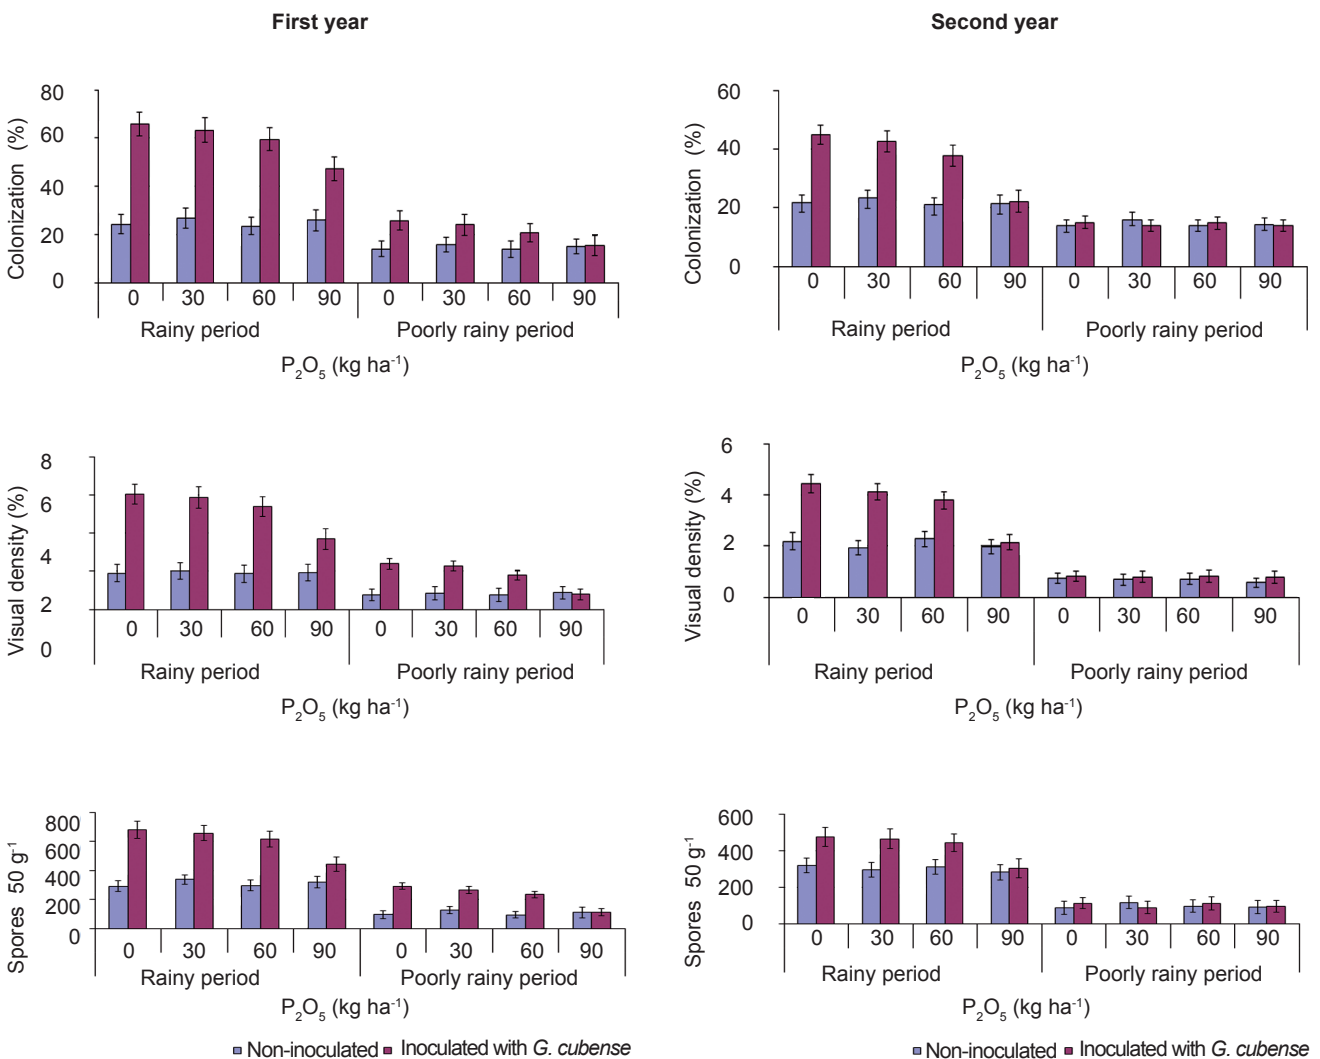 First year
Second year
Colonization (%)
80
60
40
20
0
0 30 60 90 0 30 60 90
Rainy period Poorly rainy period
P2O5 (kg ha-1)
Colonization (%)
60
40
20
0
0 30 60 90 0 30 60 90
Rainy period Poorly rainy period
P2O5 (kg ha-1)
Visual density (%)
8
6
4
2
0
0 30 60 90 0 30 60 90
Rainy period Poorly rainy period
P2O5 (kg ha-1)
Visual density (%)
6
4
2
0
0 30 60 90 0 30 60 90
Rainy period Poorly rainy period
P2O5 (kg ha-1)
Spores 50 g-1
800
600
400
200
0
0 30 60 90 0 30 60 90
Rainy period Poorly rainy period
P2O5 (kg ha-1)
Non-inoculated Inoculated with G. cubense
Spores 50 g-1
600
400
200
0
0 30 60 90 0 30 60 90
Rainy period Poorly rainy period
P2O5 (kg ha-1)
Non-inoculated Inoculated with G. cubense